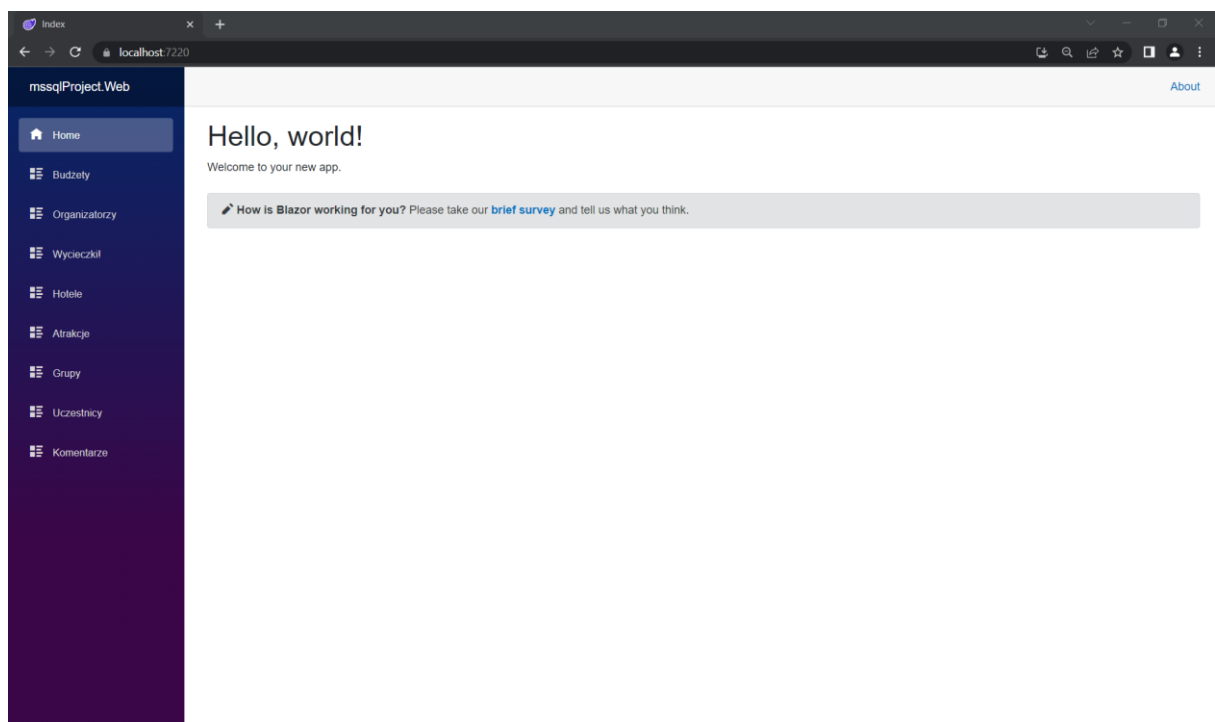 Index
localhost:7220
mssqlProject.Web
About
Home
Budżety
Organizatorzy
Wycieczkił
Hotele
Atrakcje
Grupy
Uczestnicy
Komentarze
Hello, world!
Welcome to your new app.
How is Blazor working for you? Please take our brief survey and tell us what you think.